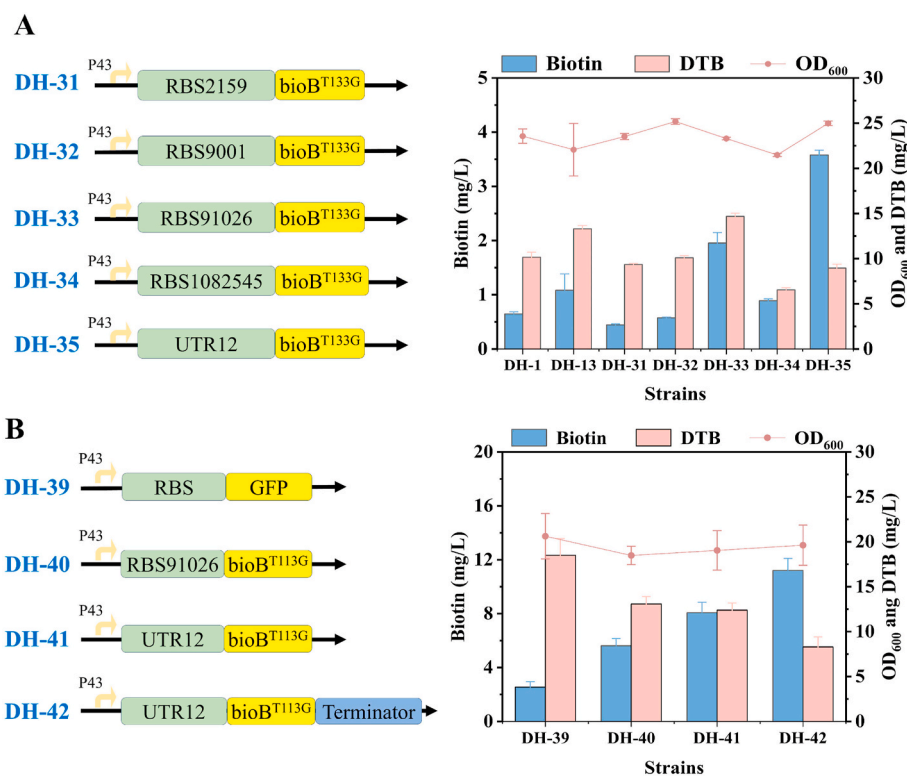 A
DH-31 P43 RBS2159 bioB^T133G
DH-32 P43 RBS9001 bioB^T133G
DH-33 P43 RBS91026 bioB^T133G
DH-34 P43 RBS1082545 bioB^T133G
DH-35 P43 UTR12 bioB^T133G
Biotin DTB OD600
Biotin (mg/L)
5
4
3
2
1
0
OD600 and DTB (mg/L)
30
25
20
15
10
5
0
DH-1 DH-13 DH-31 DH-32 DH-33 DH-34 DH-35
Strains
B
DH-39 P43 RBS GFP
DH-40 P43 RBS91026 bioB^T113G
DH-41 P43 UTR12 bioB^T113G
DH-42 P43 UTR12 bioB^T113G Terminator
Biotin DTB OD600
Biotin (mg/L)
20
16
12
8
4
0
OD600 ang DTB (mg/L)
30
25
20
15
10
5
0
DH-39 DH-40 DH-41 DH-42
Strains